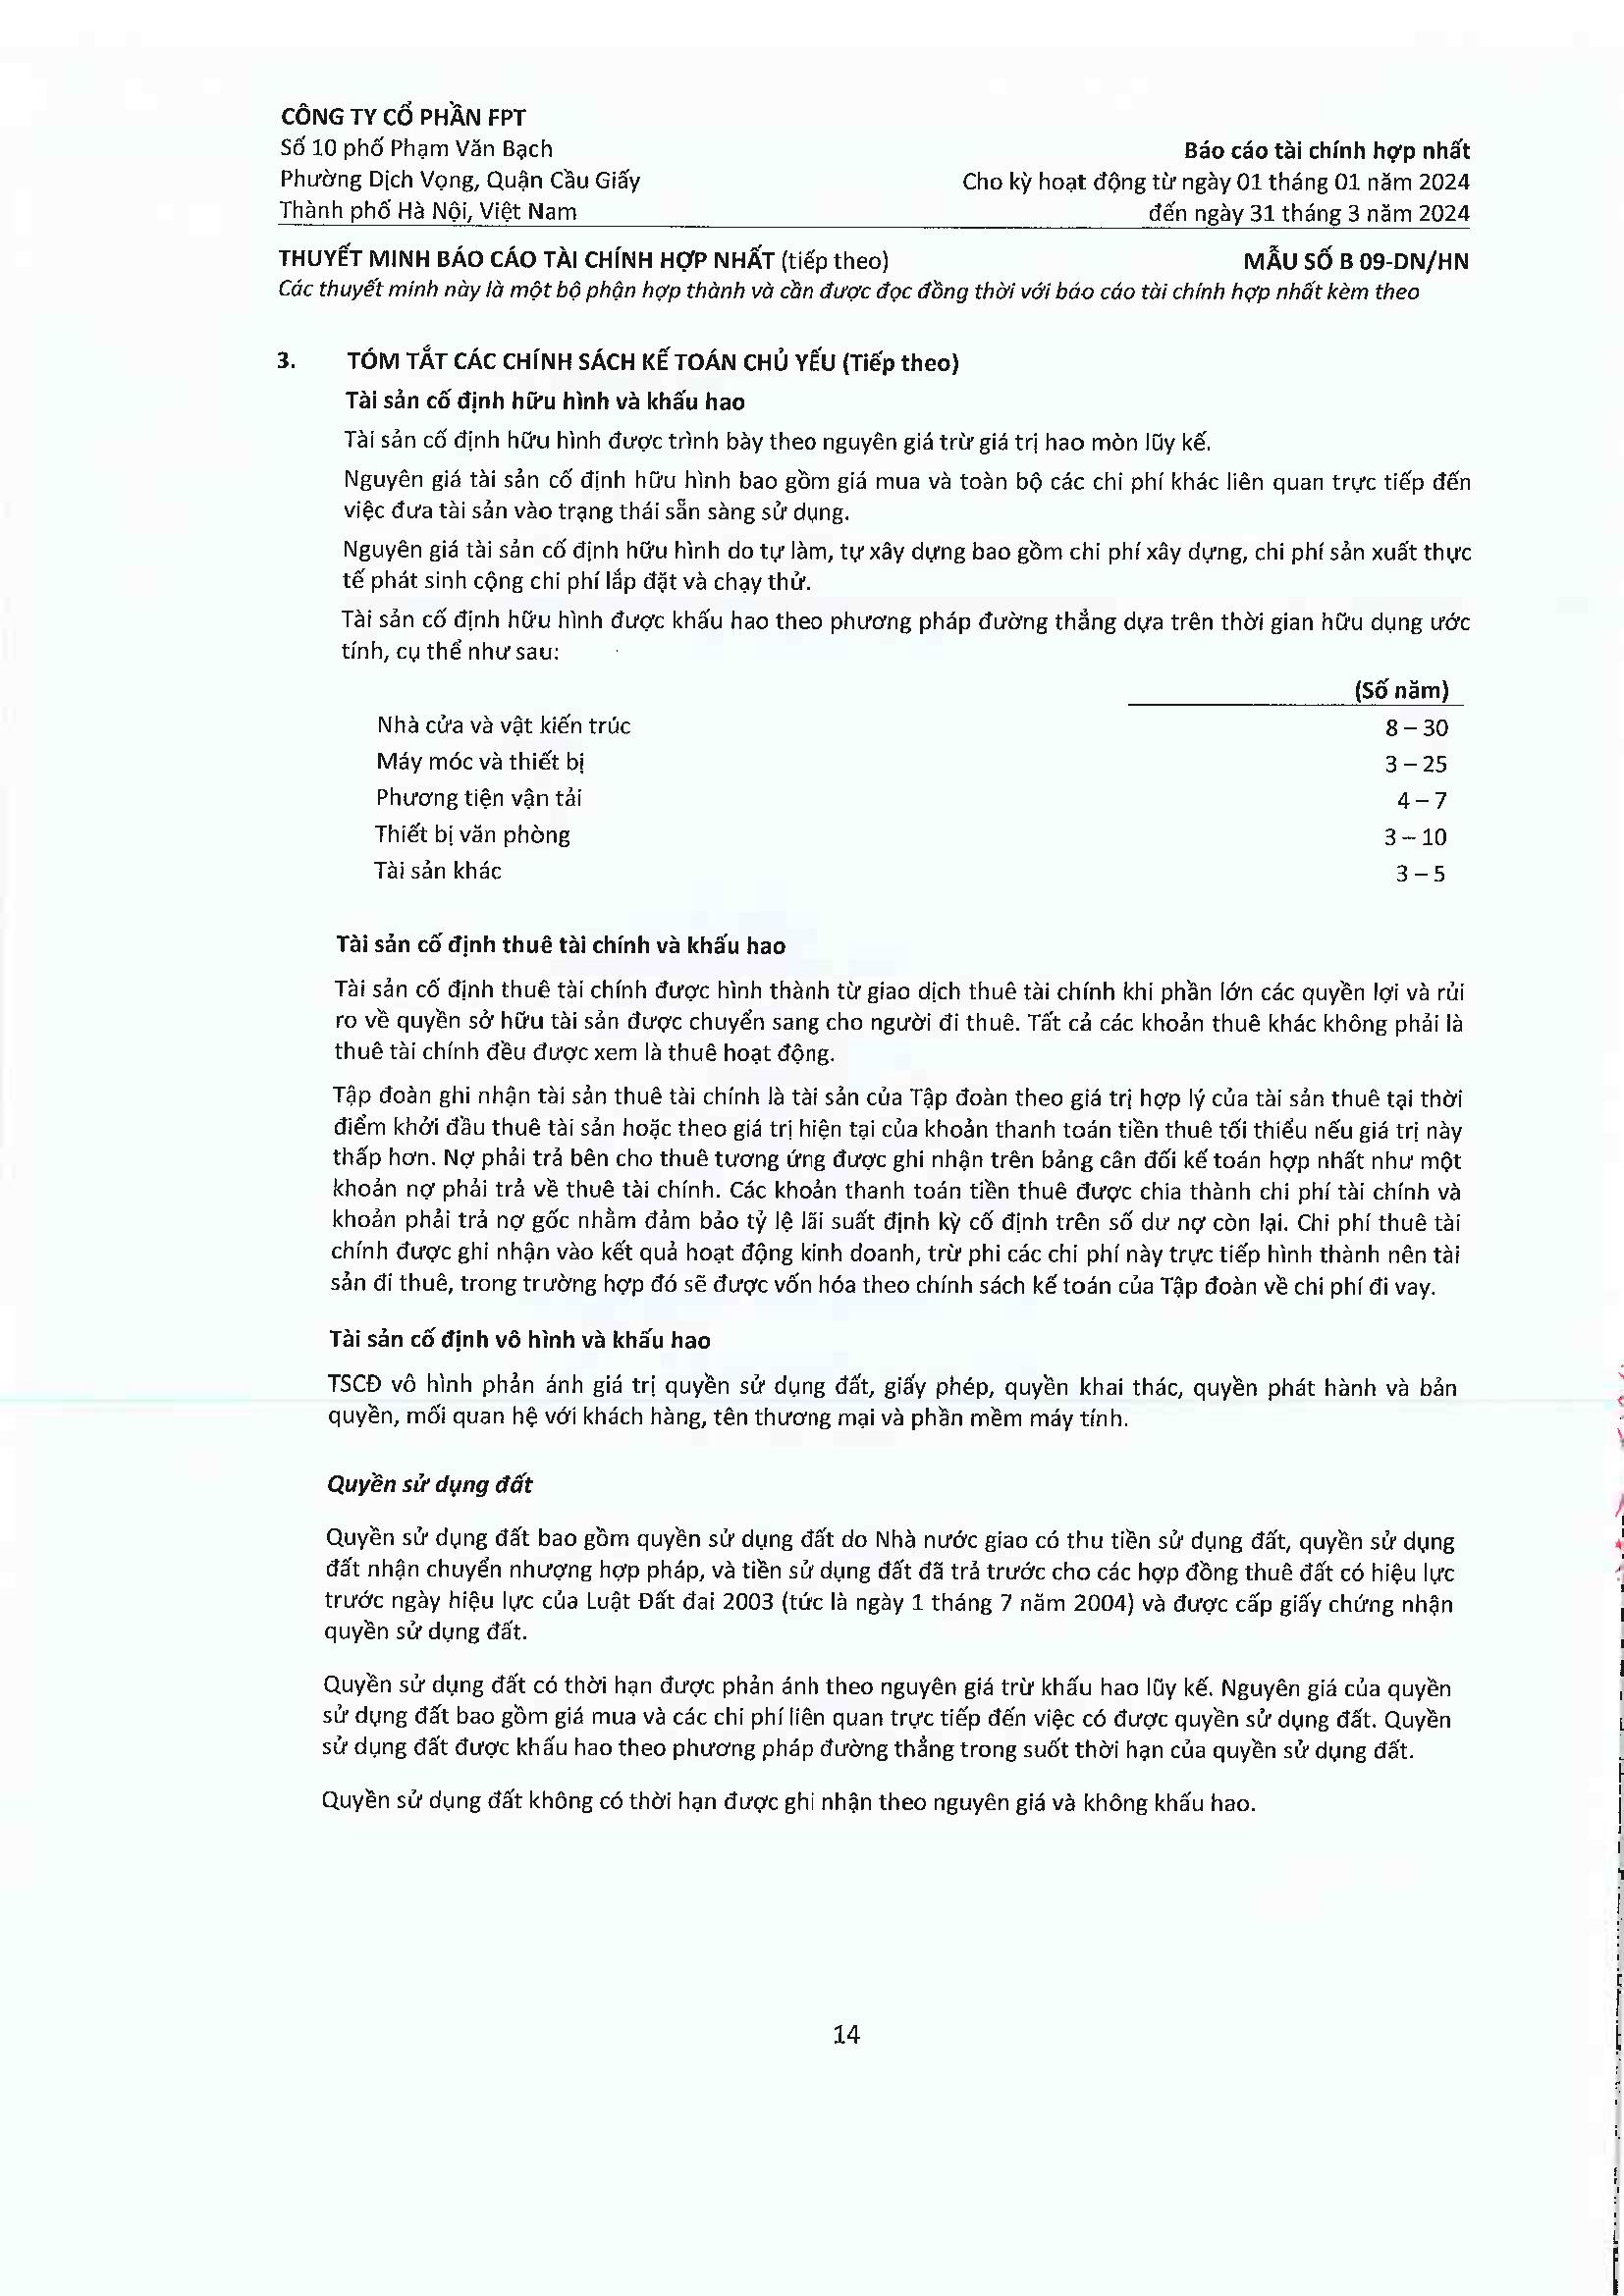 CÔNG TY CỔ PHẦN FPT
Số 10 phố Phạm Văn Bạch
Phường Dịch Vọng, Quận Cầu Giấy
Thành phố Hà Nội, Việt Nam
Báo cáo tài chính hợp nhất
Cho kỳ hoạt động từ ngày 01 tháng 01 năm 2024
đến ngày 31 tháng 3 năm 2024
THUYẾT MINH BÁO CÁO TÀI CHÍNH HỢP NHẤT (tiếp theo) MẪU SỐ B 09-DN/HN
Các thuyết minh này là một bộ phận hợp thành và cần được đọc đồng thời với báo cáo tài chính hợp nhất kèm theo
3. TÓM TẮT CÁC CHÍNH SÁCH KẾ TOÁN CHỦ YẾU (Tiếp theo)
Tài sản cố định hữu hình và khấu hao
Tài sản cố định hữu hình được trình bày theo nguyên giá trừ giá trị hao mòn lũy kế.
Nguyên giá tài sản cố định hữu hình bao gồm giá mua và toàn bộ các chi phí khác liên quan trực tiếp đến
việc đưa tài sản vào trạng thái sẵn sàng sử dụng.
Nguyên giá tài sản cố định hữu hình do tự làm, tự xây dựng bao gồm chi phí xây dựng, chi phí sản xuất thực
tế phát sinh cộng chi phí lắp đặt và chạy thử.
Tài sản cố định hữu hình được khấu hao theo phương pháp đường thẳng dựa trên thời gian hữu dụng ước
tính, cụ thể như sau:
(Số năm)
Nhà cửa và vật kiến trúc 8 – 30
Máy móc và thiết bị 3 – 25
Phương tiện vận tải 4 – 7
Thiết bị văn phòng 3 – 10
Tài sản khác 3 – 5
Tài sản cố định thuê tài chính và khấu hao
Tài sản cố định thuê tài chính được hình thành từ giao dịch thuê tài chính khi phần lớn các quyền lợi và rủi
ro về quyền sở hữu tài sản được chuyển sang cho người đi thuê. Tất cả các khoản thuê khác không phải là
thuê tài chính đều được xem là thuê hoạt động.
Tập đoàn ghi nhận tài sản thuê tài chính là tài sản của Tập đoàn theo giá trị hợp lý của tài sản thuê tại thời
điểm khởi đầu thuê tài sản hoặc theo giá trị hiện tại của khoản thanh toán tiền thuê tối thiểu nếu giá trị này
thấp hơn. Nợ phải trả bên cho thuê tương ứng được ghi nhận trên bảng cân đối kế toán hợp nhất như một
khoản nợ phải trả về thuê tài chính. Các khoản thanh toán tiền thuê được chia thành chi phí tài chính và
khoản phải trả nợ gốc nhằm đảm bảo tỷ lệ lãi suất định kỳ cố định trên số dư nợ còn lại. Chi phí thuê tài
chính được ghi nhận vào kết quả hoạt động kinh doanh, trừ phi các chi phí này trực tiếp hình thành nên tài
sản đi thuê, trong trường hợp đó sẽ được vốn hóa theo chính sách kế toán của Tập đoàn về chi phí đi vay.
Tài sản cố định vô hình và khấu hao
TSCĐ vô hình phản ánh giá trị quyền sử dụng đất, giấy phép, quyền khai thác, quyền phát hành và bản
quyền, mối quan hệ với khách hàng, tên thương mại và phần mềm máy tính.
Quyền sử dụng đất
Quyền sử dụng đất bao gồm quyền sử dụng đất do Nhà nước giao có thu tiền sử dụng đất, quyền sử dụng
đất nhận chuyển nhượng hợp pháp, và tiền sử dụng đất đã trả trước cho các hợp đồng thuê đất có hiệu lực
trước ngày hiệu lực của Luật Đất đai 2003 (tức là ngày 1 tháng 7 năm 2004) và được cấp giấy chứng nhận
quyền sử dụng đất.
Quyền sử dụng đất có thời hạn được phản ánh theo nguyên giá trừ khấu hao lũy kế. Nguyên giá của quyền
sử dụng đất bao gồm giá mua và các chi phí liên quan trực tiếp đến việc có được quyền sử dụng đất. Quyền
sử dụng đất được khấu hao theo phương pháp đường thẳng trong suốt thời hạn của quyền sử dụng đất.
Quyền sử dụng đất không có thời hạn được ghi nhận theo nguyên giá và không khấu hao.
14